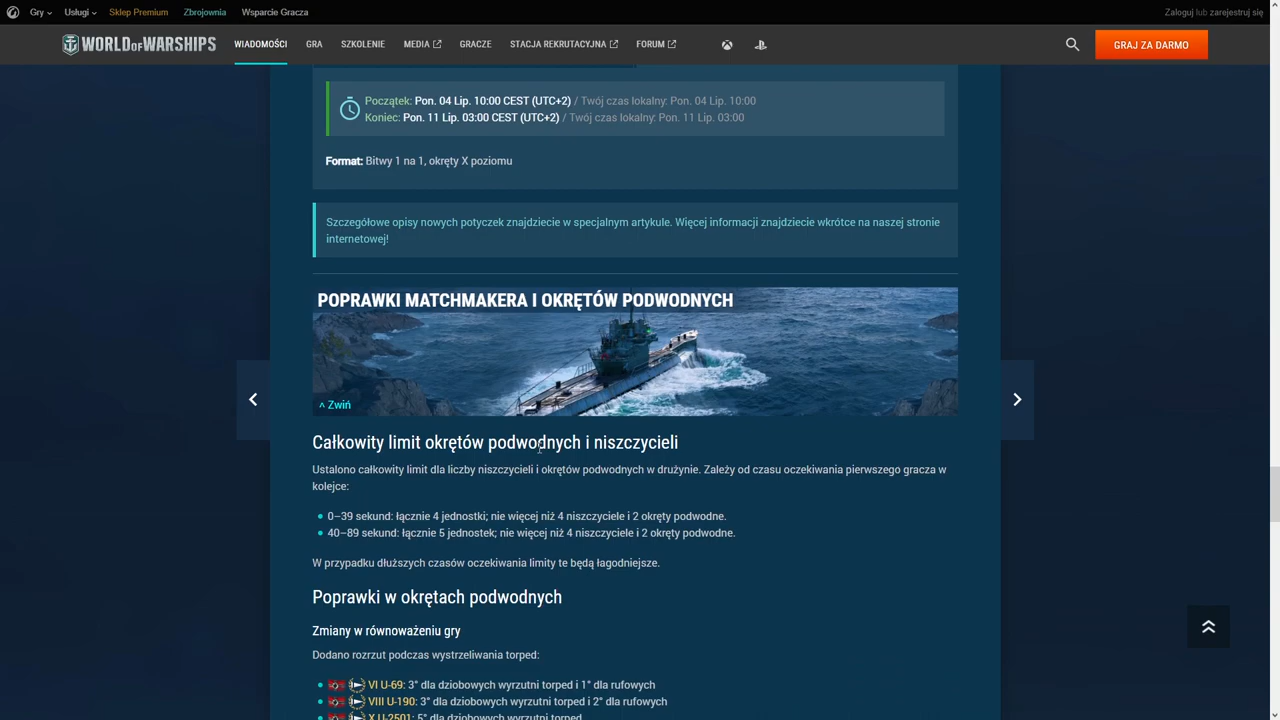 Gry Usługi Sklep Premium Zbrojownia Wsparcie Gracza Zaloguj lub zarejestruj się
WORLD OF WARSHIPS WIADOMOŚCI GRA SZKOLENIE MEDIA GRACZE STACJA REKRUTACYJNA FORUM GRAJ ZA DARMO
Początek: Pon. 04 Lip. 10:00 CEST (UTC+2) / Twój czas lokalny: Pon. 04 Lip. 10:00
Koniec: Pon. 11 Lip. 03:00 CEST (UTC+2) / Twój czas lokalny: Pon. 11 Lip. 03:00
Format: Bitwy 1 na 1, okręty X poziomu
Szczegółowe opisy nowych potyczek znajdziecie w specjalnym artykule. Więcej informacji znajdziecie wkrótce na naszej stronie
internetowej!
POPRAWKI MATCHMAKERA I OKRĘTÓW PODWODNYCH
^ Zwiń
Całkowity limit okrętów podwodnych i niszczycieli
Ustalono całkowity limit dla liczby niszczycieli i okrętów podwodnych w drużynie. Zależy od czasu oczekiwania pierwszego gracza w
kolejce:
0–39 sekund: łącznie 4 jednostki; nie więcej niż 4 niszczyciele i 2 okręty podwodne.
40–89 sekund: łącznie 5 jednostek; nie więcej niż 4 niszczyciele i 2 okręty podwodne.
W przypadku dłuższych czasów oczekiwania limity te będą łagodniejsze.
Poprawki w okrętach podwodnych
Zmiany w równoważeniu gry
Dodano rozrzut podczas wystrzeliwania torped:
VI U-69: 3° dla dziobowych wyrzutni torped i 1° dla rufowych
VIII U-190: 3° dla dziobowych wyrzutni torped i 2° dla rufowych
X U-2501: 5° dla dziobowych wyrzutni torped